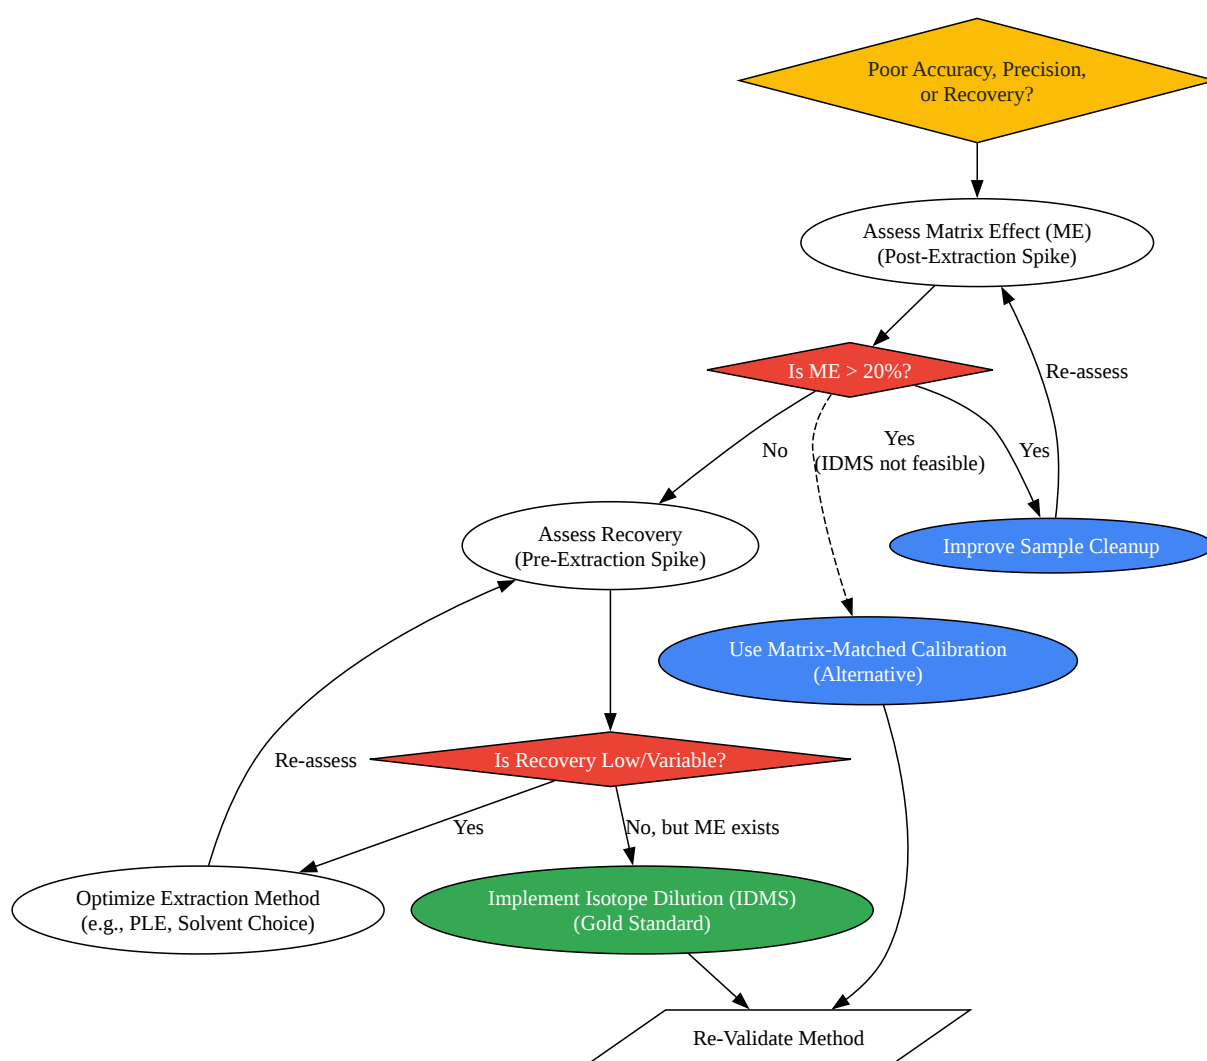 Poor Accuracy, Precision,
or Recovery?
Assess Matrix Effect (ME)
(Post-Extraction Spike)
Is ME > 20%?
Re-assess
No
Yes
(IDMS not feasible)
Yes
Assess Recovery
(Pre-Extraction Spike)
Improve Sample Cleanup
Use Matrix-Matched Calibration
(Alternative)
Re-assess
Is Recovery Low/Variable?
Yes
No, but ME exists
Optimize Extraction Method
(e.g., PLE, Solvent Choice)
Implement Isotope Dilution (IDMS)
(Gold Standard)
Re-Validate Method